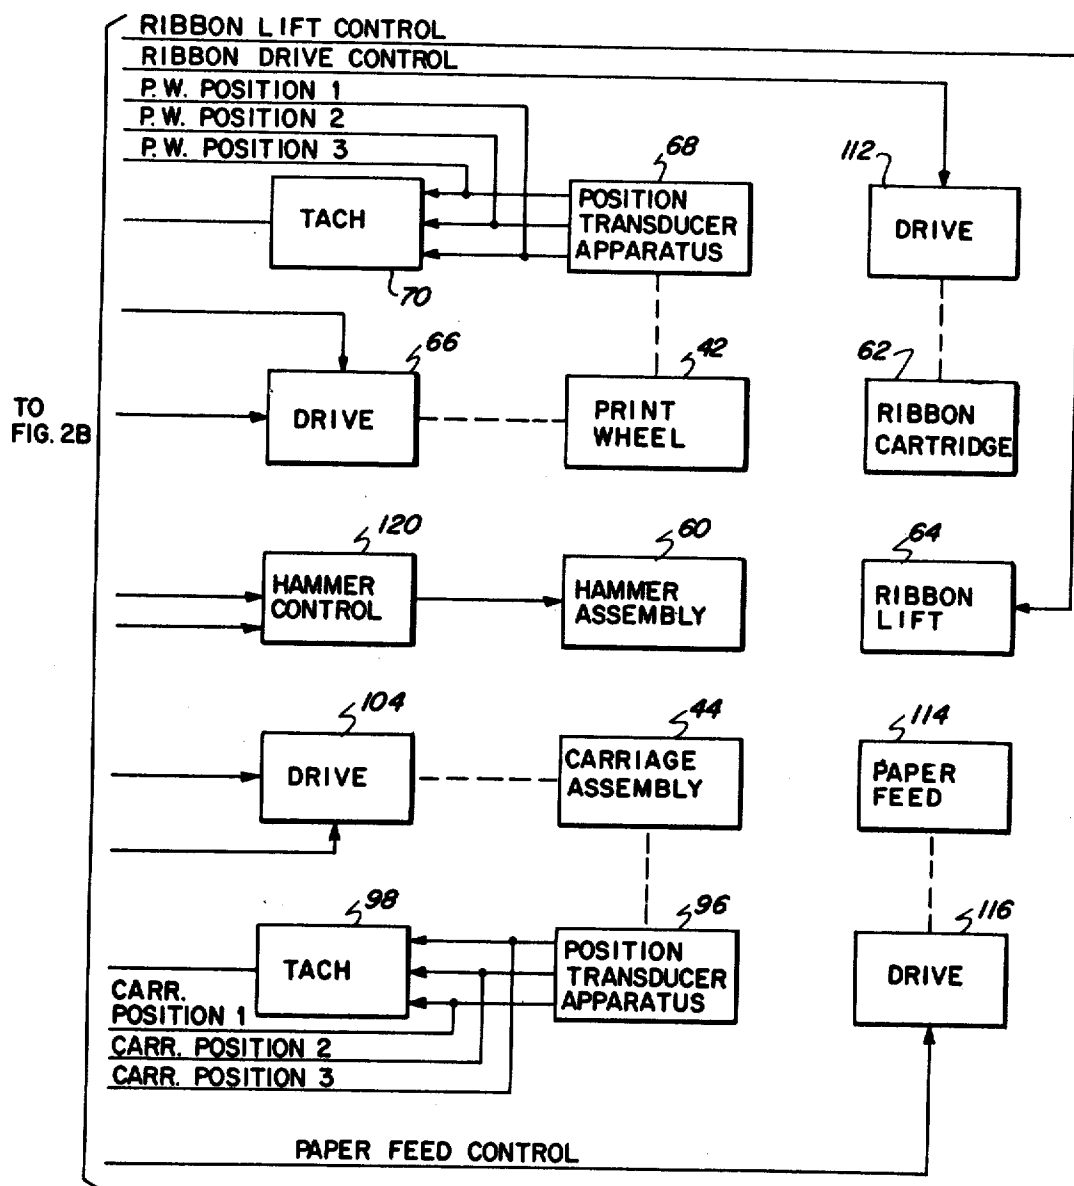 RIBBON LIFT CONTROL
RIBBON DRIVE CONTROL
P.W. POSITION 1
P.W. POSITION 2
P.W. POSITION 3
68
112
TACH
POSITION
TRANSDUCER
APPARATUS
DRIVE
70
66
42
62
TO
FIG. 2B
DRIVE
PRINT
WHEEL
RIBBON
CARTRIDGE
120
60
64
HAMMER
CONTROL
HAMMER
ASSEMBLY
RIBBON
LIFT
104
44
114
DRIVE
CARRIAGE
ASSEMBLY
PAPER
FEED
98
96
116
TACH
POSITION
TRANSDUCER
APPARATUS
DRIVE
CARR.
POSITION 1
CARR. POSITION 2
CARR. POSITION 3
PAPER FEED CONTROL